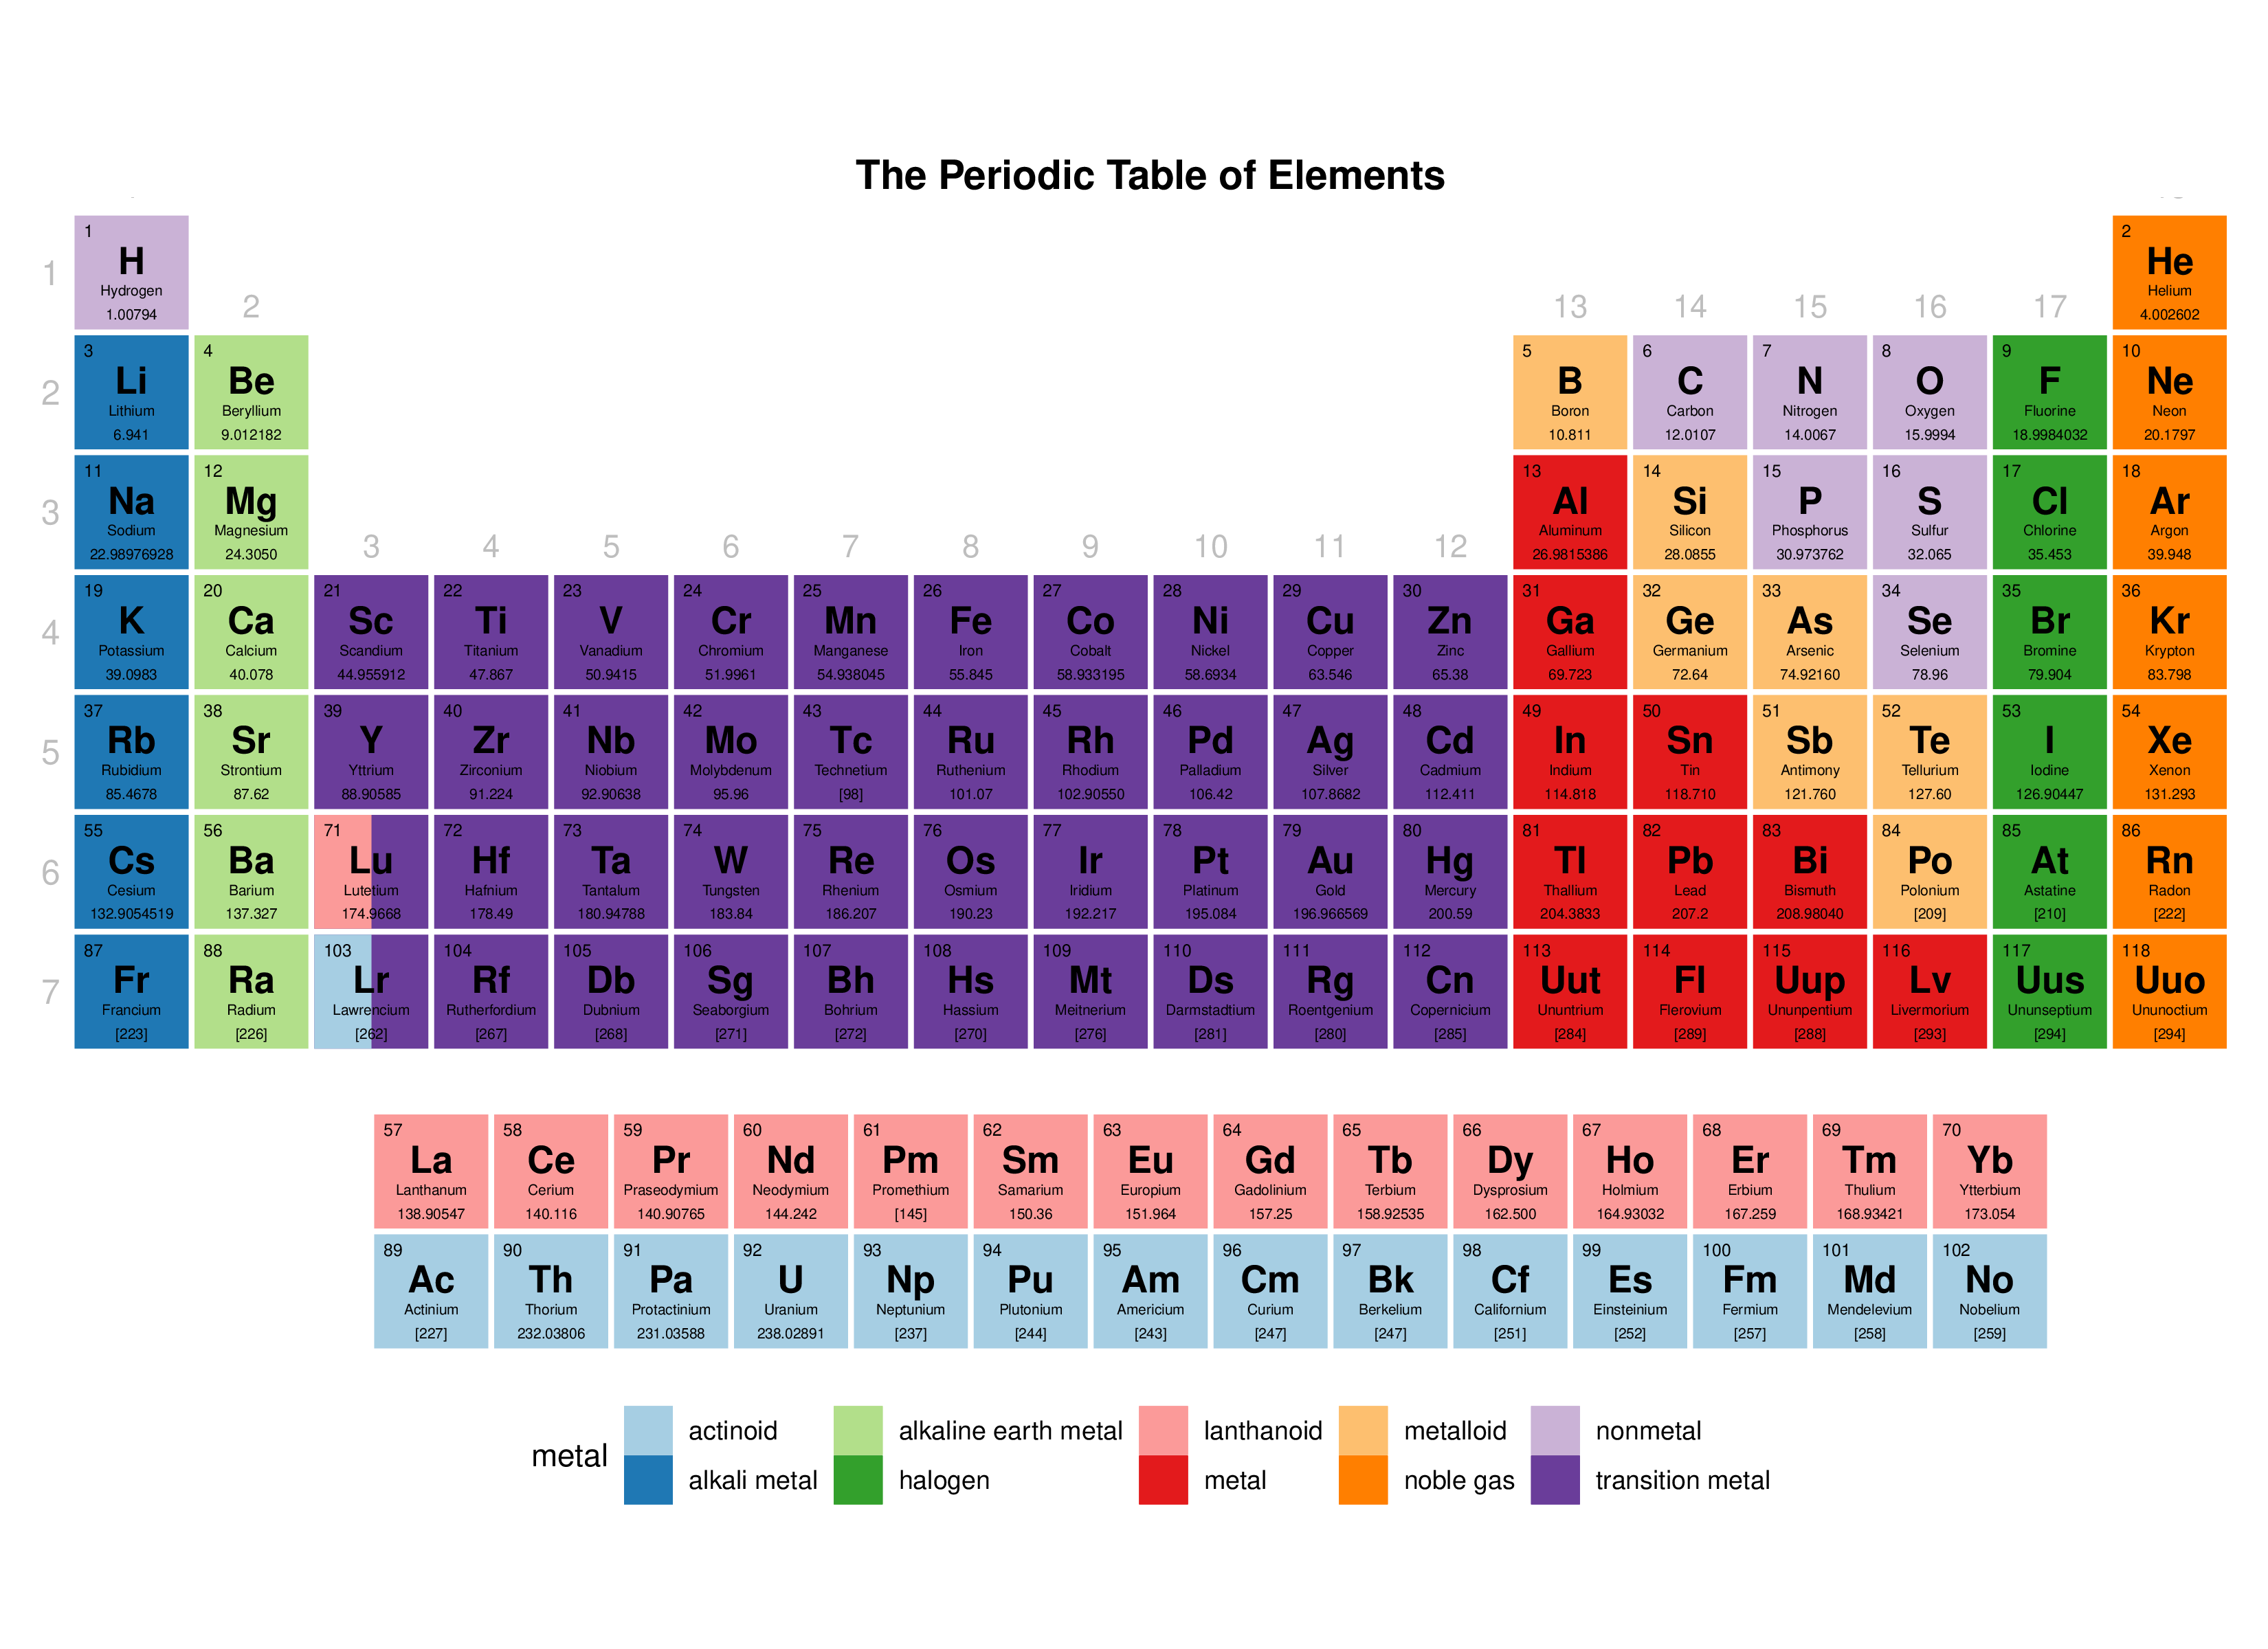 The Periodic Table of Elements
1 2
H He
1 Hydrogen Helium
2 13 14 15 16 17
1.00794 4.002602
3 4 5 6 7 8 9 10
Li Be B C N O F Ne
2 Lithium Beryllium Boron Carbon Nitrogen Oxygen Fluorine Neon
6.941 9.012182 10.811 12.0107 14.0067 15.9994 18.9984032 20.1797
11 12 13 14 15 16 17 18
Na Mg Al Si P S Cl Ar
3 Sodium Magnesium Aluminum Silicon Phosphorus Sulfur Chlorine Argon
3 4 5 6 7 8 9 10 11 12
22.98976928 24.3050 26.9815386 28.0855 30.973762 32.065 35.453 39.948
19 20 21 22 23 24 25 26 27 28 29 30 31 32 33 34 35 36
K Ca Sc Ti V Cr Mn Fe Co Ni Cu Zn Ga Ge As Se Br Kr
4 Potassium Calcium Scandium Titanium Vanadium Chromium Manganese Iron Cobalt Nickel Copper Zinc Gallium Germanium Arsenic Selenium Bromine Krypton
39.0983 40.078 44.955912 47.867 50.9415 51.9961 54.938045 55.845 58.933195 58.6934 63.546 65.38 69.723 72.64 74.92160 78.96 79.904 83.798
37 38 39 40 41 42 43 44 45 46 47 48 49 50 51 52 53 54
Rb Sr Y Zr Nb Mo Tc Ru Rh Pd Ag Cd In Sn Sb Te I Xe
5 Rubidium Strontium Yttrium Zirconium Niobium Molybdenum Technetium Ruthenium Rhodium Palladium Silver Cadmium Indium Tin Antimony Tellurium Iodine Xenon
85.4678 87.62 88.90585 91.224 92.90638 95.96 [98] 101.07 102.90550 106.42 107.8682 112.411 114.818 118.710 121.760 127.60 126.90447 131.293
55 56 71 72 73 74 75 76 77 78 79 80 81 82 83 84 85 86
Cs Ba Lu Hf Ta W Re Os Ir Pt Au Hg Tl Pb Bi Po At Rn
6 Cesium Barium Lutetium Hafnium Tantalum Tungsten Rhenium Osmium Iridium Platinum Gold Mercury Thallium Lead Bismuth Polonium Astatine Radon
132.9054519 137.327 174.9668 178.49 180.94788 183.84 186.207 190.23 192.217 195.084 196.966569 200.59 204.3833 207.2 208.98040 [209] [210] [222]
87 88 103 104 105 106 107 108 109 110 111 112 113 114 115 116 117 118
Fr Ra Lr Rf Db Sg Bh Hs Mt Ds Rg Cn Uut Fl Uup Lv Uus Uuo
7 Francium Radium Lawrencium Rutherfordium Dubnium Seaborgium Bohrium Hassium Meitnerium Darmstadtium Roentgenium Copernicium Ununtrium Flerovium Ununpentium Livermorium Ununseptium Ununoctium
[223] [226] [262] [267] [268] [271] [272] [270] [276] [281] [280] [285] [284] [289] [288] [293] [294] [294]
57 58 59 60 61 62 63 64 65 66 67 68 69 70
La Ce Pr Nd Pm Sm Eu Gd Tb Dy Ho Er Tm Yb
Lanthanum Cerium Praseodymium Neodymium Promethium Samarium Europium Gadolinium Terbium Dysprosium Holmium Erbium Thulium Ytterbium
138.90547 140.116 140.90765 144.242 [145] 150.36 151.964 157.25 158.92535 162.500 164.93032 167.259 168.93421 173.054
89 90 91 92 93 94 95 96 97 98 99 100 101 102
Ac Th Pa U Np Pu Am Cm Bk Cf Es Fm Md No
Actinium Thorium Protactinium Uranium Neptunium Plutonium Americium Curium Berkelium Californium Einsteinium Fermium Mendelevium Nobelium
[227] 232.03806 231.03588 238.02891 [237] [244] [243] [247] [247] [251] [252] [257] [258] [259]
actinoid alkaline earth metal lanthanoid metalloid nonmetal
metal
alkali metal halogen metal noble gas transition metal